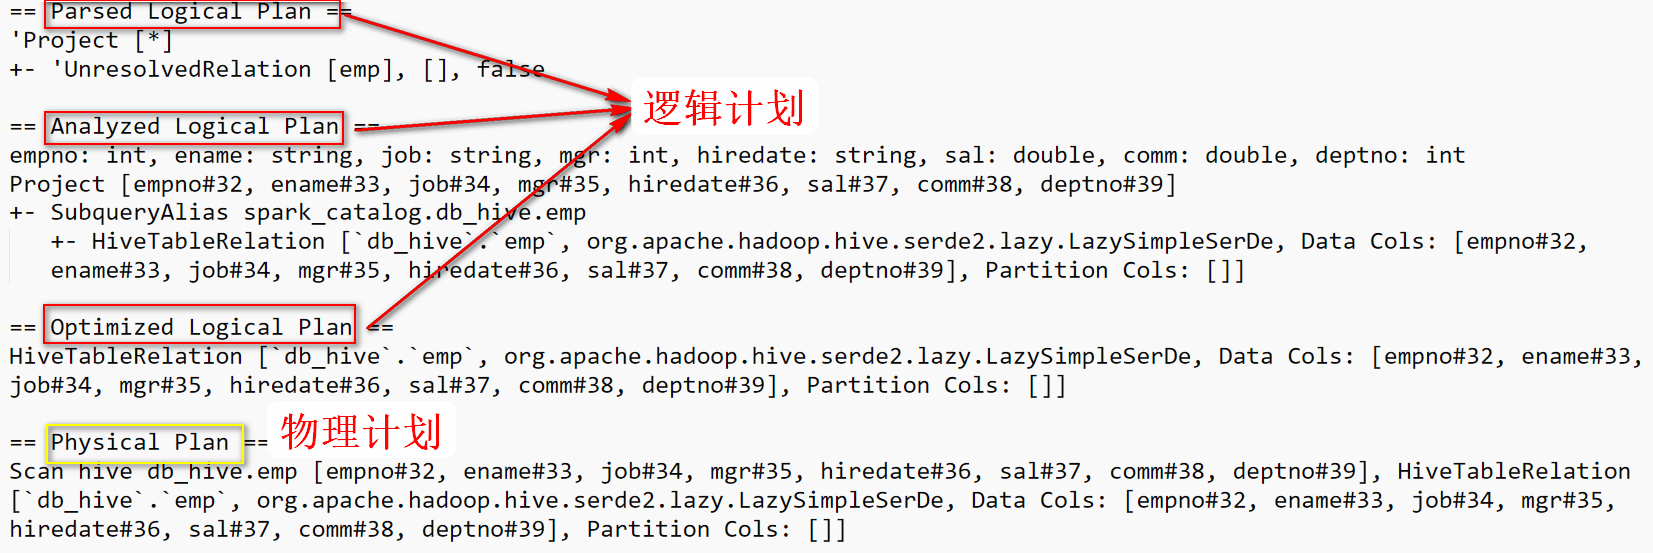 == Parsed Logical Plan ==
'Project [*]
+- 'UnresolvedRelation [emp], [], false
逻辑计划
== Analyzed Logical Plan ==
empno: int, ename: string, job: string, mgr: int, hiredate: string, sal: double, comm: double, deptno: int
Project [empno#32, ename#33, job#34, mgr#35, hiredate#36, sal#37, comm#38, deptno#39]
+- SubqueryAlias spark_catalog.db_hive.emp
+- HiveTableRelation [`db_hive`.`emp`, org.apache.hadoop.hive.serde2.lazy.LazySimpleSerDe, Data Cols: [empno#32,
ename#33, job#34, mgr#35, hiredate#36, sal#37, comm#38, deptno#39], Partition Cols: []]
== Optimized Logical Plan ==
HiveTableRelation [`db_hive`.`emp`, org.apache.hadoop.hive.serde2.lazy.LazySimpleSerDe, Data Cols: [empno#32, ename#33,
job#34, mgr#35, hiredate#36, sal#37, comm#38, deptno#39], Partition Cols: []]
== Physical Plan ==
物理计划
Scan hive db_hive.emp [empno#32, ename#33, job#34, mgr#35, hiredate#36, sal#37, comm#38, deptno#39], HiveTableRelation
[`db_hive`.`emp`, org.apache.hadoop.hive.serde2.lazy.LazySimpleSerDe, Data Cols: [empno#32, ename#33, job#34, mgr#35,
hiredate#36, sal#37, comm#38, deptno#39], Partition Cols: []]